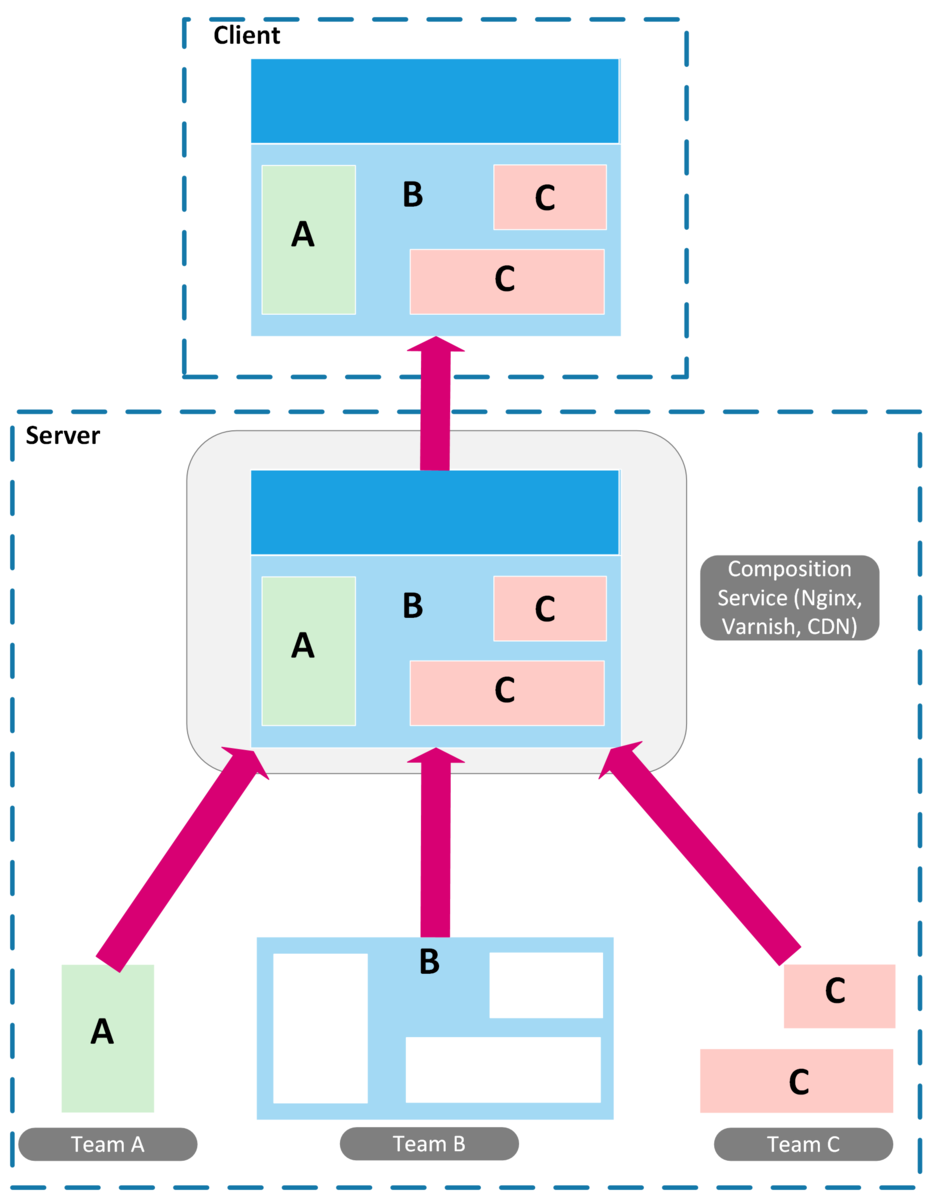 Client
A
B
C
C
Server
A
B
C
C
Composition
Service (Nginx,
Varnish, CDN)
A
B
C
C
Team A
Team B
Team C